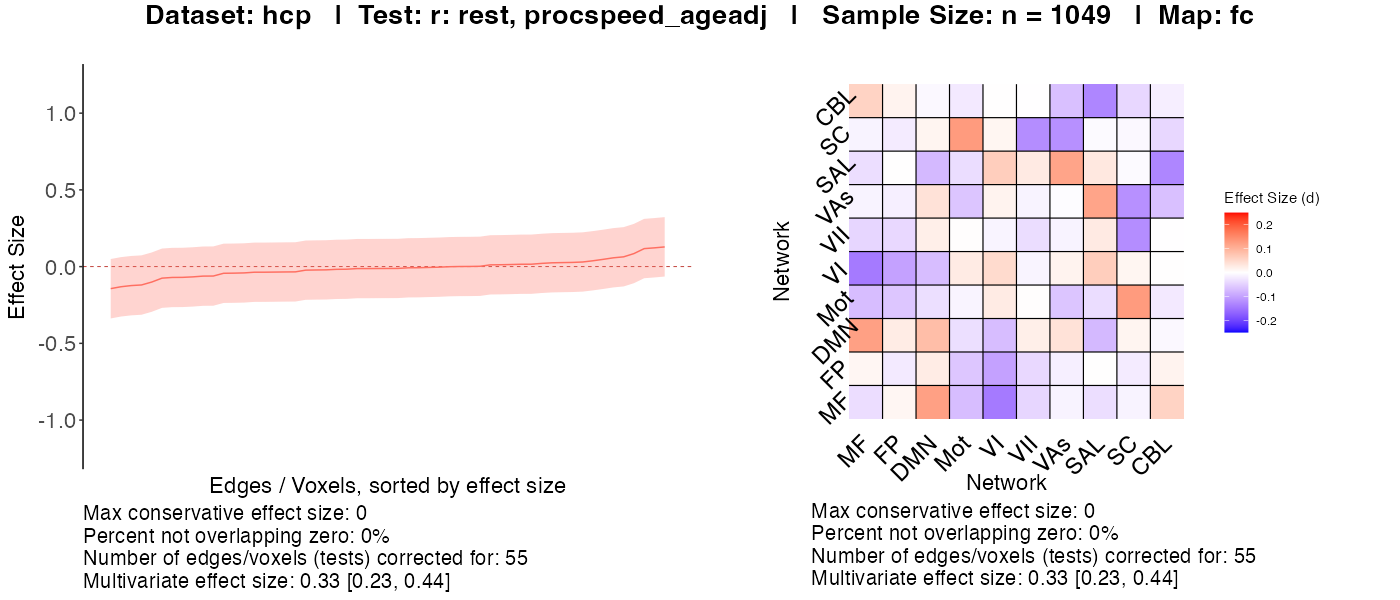 Dataset: hcp | Test: r: rest, procspeed_ageadj | Sample Size: n = 1049 | Map: fc
Effect Size
1.0
0.5
0.0
-0.5
-1.0
Edges / Voxels, sorted by effect size
Max conservative effect size: 0
Percent not overlapping zero: 0%
Number of edges/voxels (tests) corrected for: 55
Multivariate effect size: 0.33 [0.23, 0.44]
Network
CBL
SC
SAL
VAs
VII
VI
Mot
DMN
FP
MF
MF FP DMN Mot VI VII VAs SAL SC CBL
Network
Effect Size (d)
0.2
0.1
0.0
-0.1
-0.2
Max conservative effect size: 0
Percent not overlapping zero: 0%
Number of edges/voxels (tests) corrected for: 55
Multivariate effect size: 0.33 [0.23, 0.44]